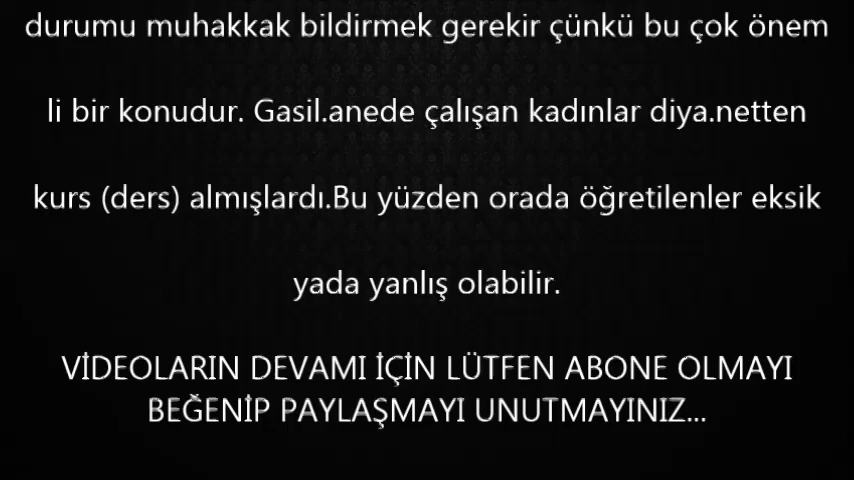 durumu muhakkak bildirmek gerekir çünkü bu çok önem
li bir konudur. Gasil.anede çalışan kadınlar diya.netten
kurs (ders) almışlardı.Bu yüzden orada öğretilenler eksik
yada yanlış olabilir.
VİDEOLARIN DEVAMI İÇİN LÜTFEN ABONE OLMAYI
BEĞENİP PAYLAŞMAYI UNUTMAYINIZ...